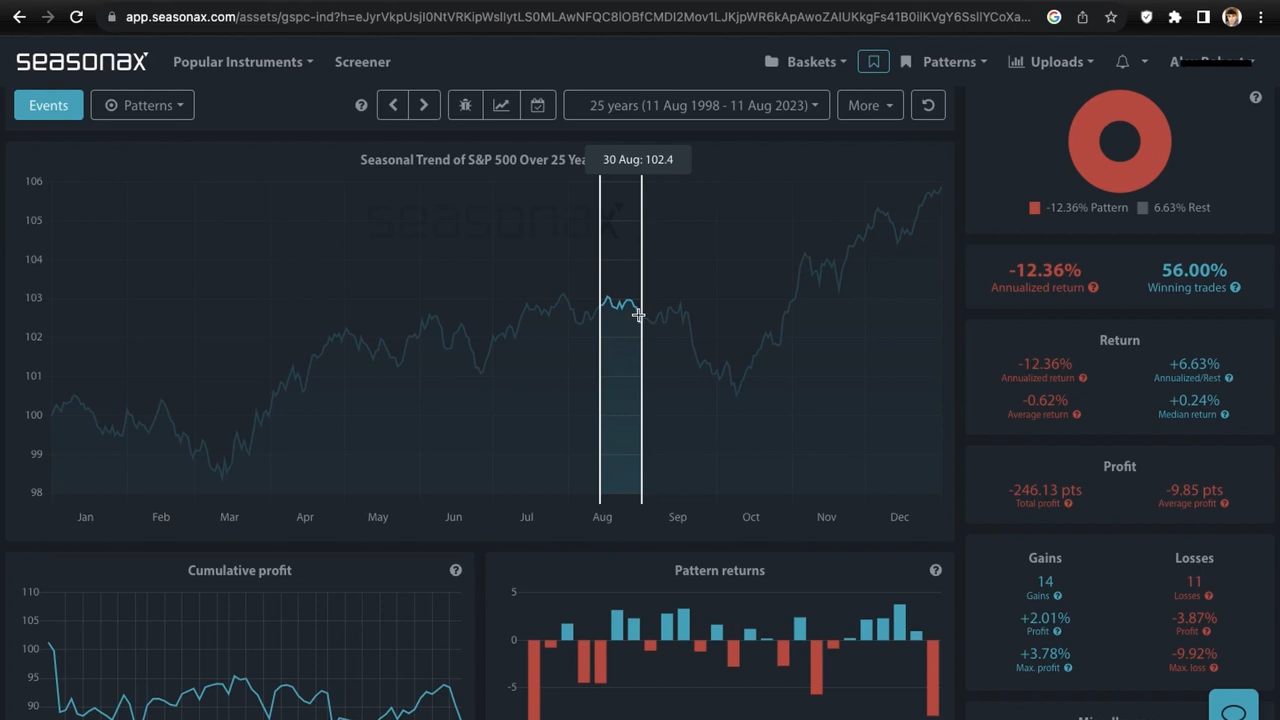 app.seasonax.com/assets/gspc-ind?h=eJyrVkpUsjI0NtVRKipWsIiytLS0MLAwNFQC8IOBfCMDI2Mov1LJKjpWR6kApAwoZAIUKkgFs41B0ilKVgY6SsIIYCoXa...
seasonax
Popular Instruments
Screener
Baskets
Patterns
Uploads
Events
Patterns
25 years (11 Aug 1998 - 11 Aug 2023)
More
Seasonal Trend of S&P 500 Over 25 Yea
30 Aug: 102.4
seasonax
106
105
104
103
102
101
100
99
98
Jan Feb Mar Apr May Jun Jul Aug Sep Oct Nov Dec
-12.36% Pattern 6.63% Rest
-12.36% 56.00%
Annualized return Winning trades
Return
-12.36% +6.63%
Annualized return Annualized/Rest
-0.62% +0.24%
Average return Median return
Profit
-246.13 pts -9.85 pts
Total profit Average profit
Gains Losses
14 11
Gains Losses
+2.01% -3.87%
Profit Profit
+3.78% -9.92%
Max. profit Max. loss
Cumulative profit
110
105
100
95
90
Pattern returns
5
0
-5